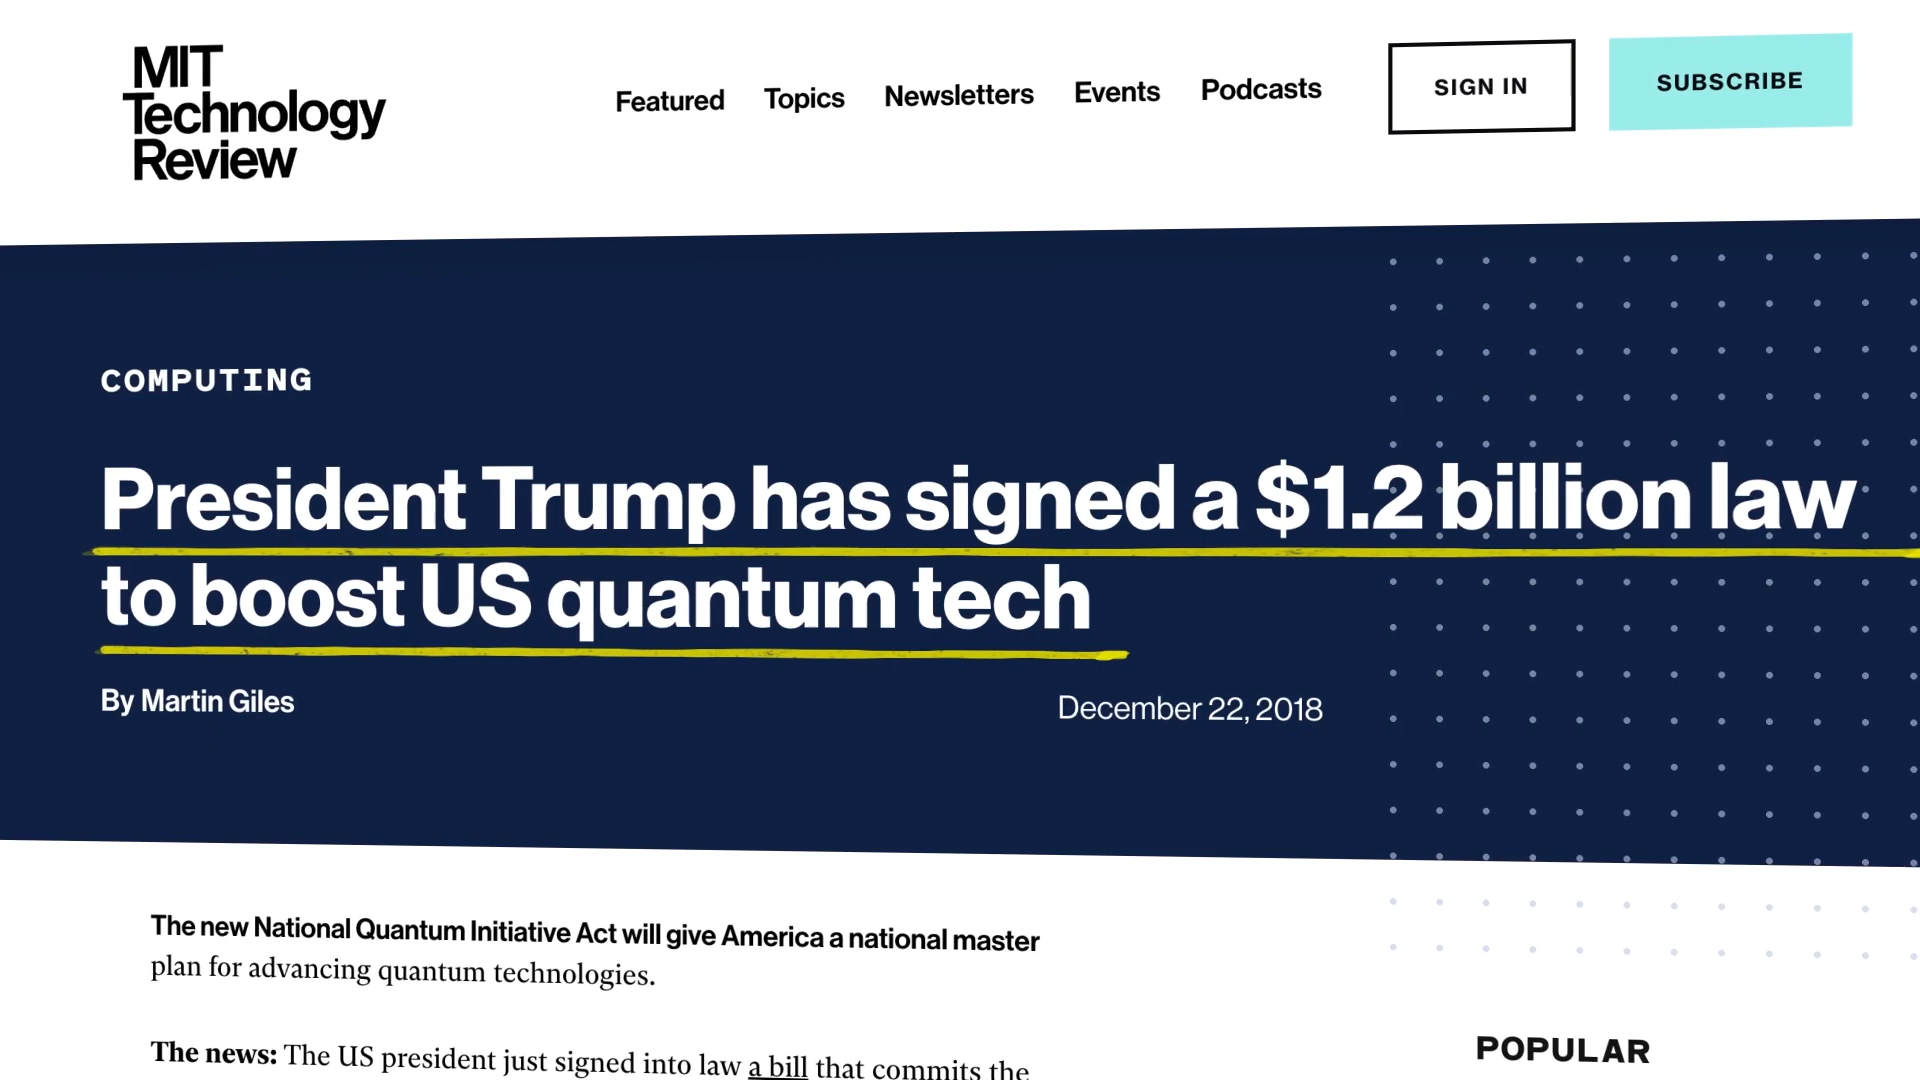 MIT
Technology
Review
Featured Topics Newsletters Events Podcasts SIGN IN SUBSCRIBE
COMPUTING
President Trump has signed a $1.2 billion law
to boost US quantum tech
By Martin Giles December 22, 2018
The new National Quantum Initiative Act will give America a national master
plan for advancing quantum technologies.
The news: The US president just signed into law a bill that commits the
POPULAR